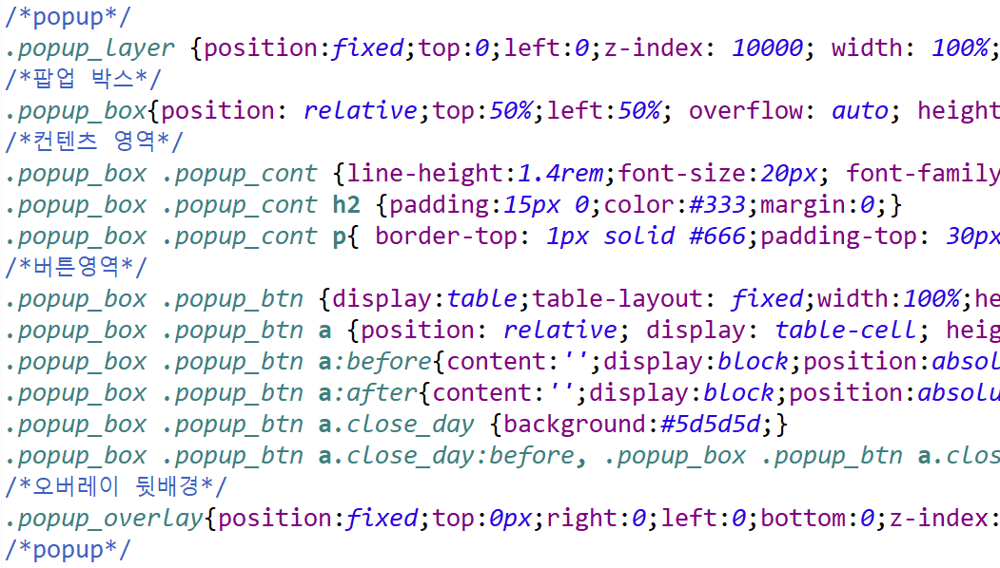 /*popup*/
.popup_layer {position:fixed;top:0;left:0;z-index: 10000; width: 100%;
/*팝업 박스*/
.popup_box{position: relative;top:50%;left:50%; overflow: auto; height
/*컨텐츠 영역*/
.popup_box .popup_cont {line-height:1.4rem;font-size:20px; font-family
.popup_box .popup_cont h2 {padding:15px 0;color:#333;margin:0;}
.popup_box .popup_cont p{ border-top: 1px solid #666;padding-top: 30px
/*버튼영역*/
.popup_box .popup_btn {display:table;table-layout: fixed;width:100%;he
.popup_box .popup_btn a {position: relative; display: table-cell; heig
.popup_box .popup_btn a:before{content:'';display:block;position:absol
.popup_box .popup_btn a:after{content:'';display:block;position:absolu
.popup_box .popup_btn a.close_day {background:#5d5d5d;}
.popup_box .popup_btn a.close_day:before, .popup_box .popup_btn a.clos
/*오버레이 뒷배경*/
.popup_overlay{position:fixed;top:0px;right:0;left:0;bottom:0;z-index:
/*popup*/